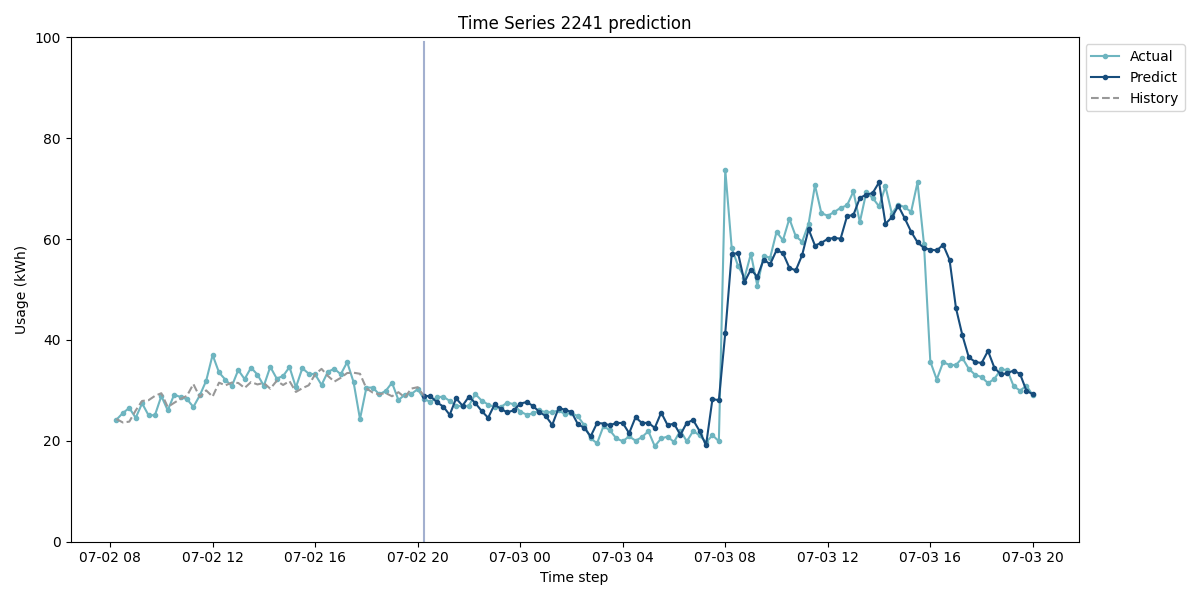 Time Series 2241 prediction
Usage (kWh)
100
80
60
40
20
0
07-02 08
07-02 12
07-02 16
07-02 20
07-03 00
07-03 04
07-03 08
07-03 12
07-03 16
07-03 20
Time step
Actual
Predict
History